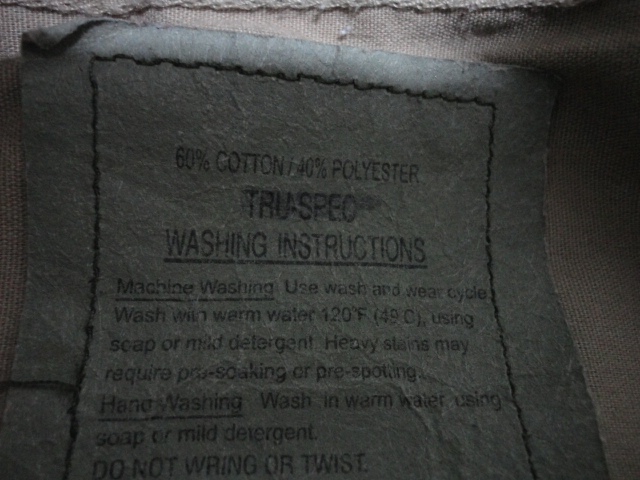 60% COTTON / 40% POLYESTER
TRU-SPEC
WASHING INSTRUCTIONS
Machine Washing Use wash and wear cycle.
Wash with warm water 120°F (49°C), using
soap or mild detergent. Heavy stains may
require pre-soaking or pre-spotting.
Hand Washing Wash in warm water using
soap or mild detergent.
DO NOT WRING OR TWIST.